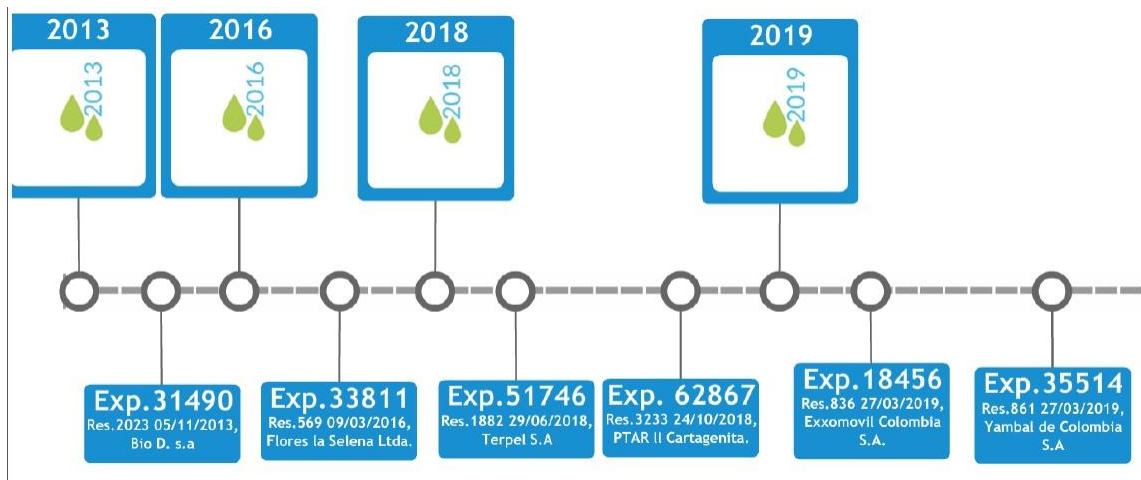 2013
2013
2016
2016
2018
2018
2019
2019
Exp.31490
Res.2023 05/11/2013,
Bio D. s.a
Exp.33811
Res.569 09/03/2016,
Flores la Selena Ltda.
Exp.51746
Res.1882 29/06/2018,
Terpel S.A
Exp. 62867
Res.3233 24/10/2018,
PTAR II Cartagenita.
Exp.18456
Res.836 27/03/2019,
Exxomovil Colombia
S.A.
Exp.35514
Res.861 27/03/2019,
Yambal de Colombia
S.A